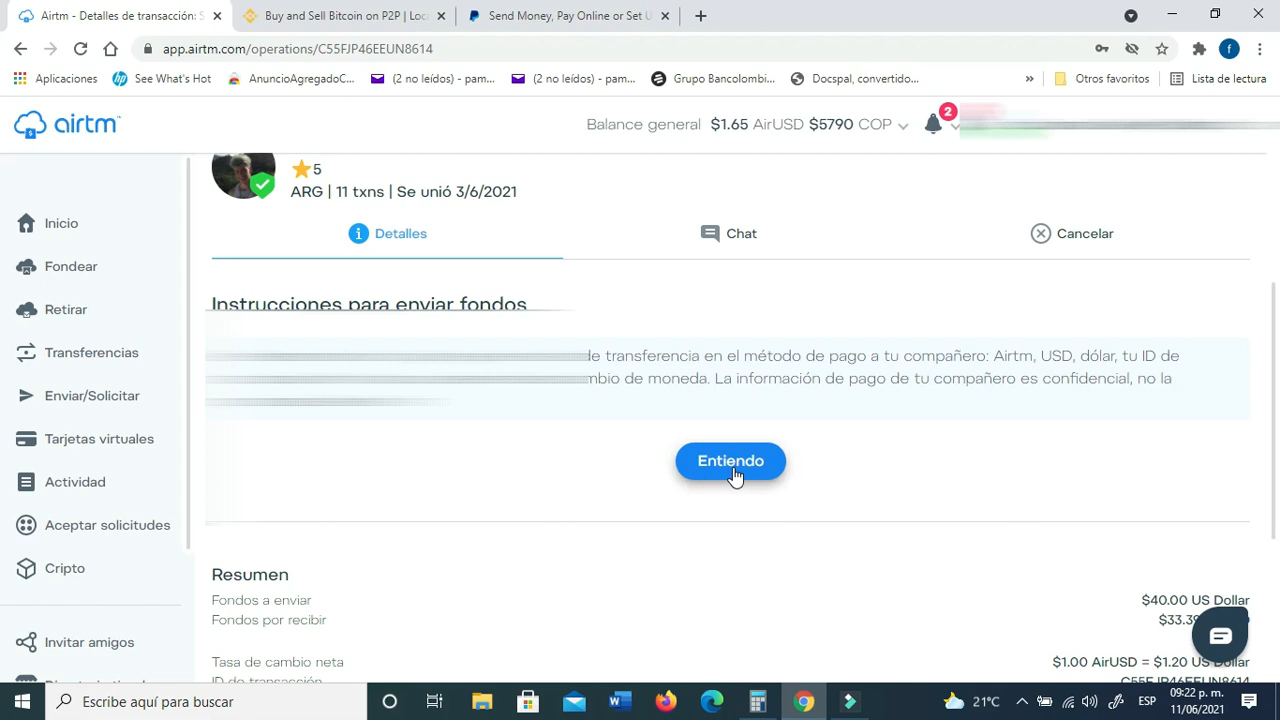 Airtm - Detalles de transacción: S
Buy and Sell Bitcoin on P2P | Loc
Send Money, Pay Online or Set U
app.airtm.com/operations/C55FJP46EEUN8614
Aplicaciones
See What's Hot
AnuncioAgregadoC...
(2 no leídos) - pam...
(2 no leídos) - pam...
Grupo Bancolombi...
Docspal, convertido...
»
Otros favoritos
Lista de lectura
airtm
Balance general $1.65 AirUSD $5790 COP
2
5
ARG | 11 txns | Se unió 3/6/2021
Inicio
Fondear
Retirar
Transferencias
Enviar/Solicitar
Tarjetas virtuales
Actividad
Aceptar solicitudes
Cripto
Invitar amigos
Detalles
Chat
Cancelar
Instrucciones para enviar fondos
de transferencia en el método de pago a tu compañero: Airtm, USD, dólar, tu ID de
mbio de moneda. La información de pago de tu compañero es confidencial, no la
Entiendo
Resumen
Fondos a enviar $40.00 US Dollar
Fondos por recibir $33.39
Tasa de cambio neta $1.00 AirUSD = $1.20 US Dollar
ID de transacción C55FJP46EEUN8614
Escribe aquí para buscar
21°C
ESP
09:22 p. m.
11/06/2021